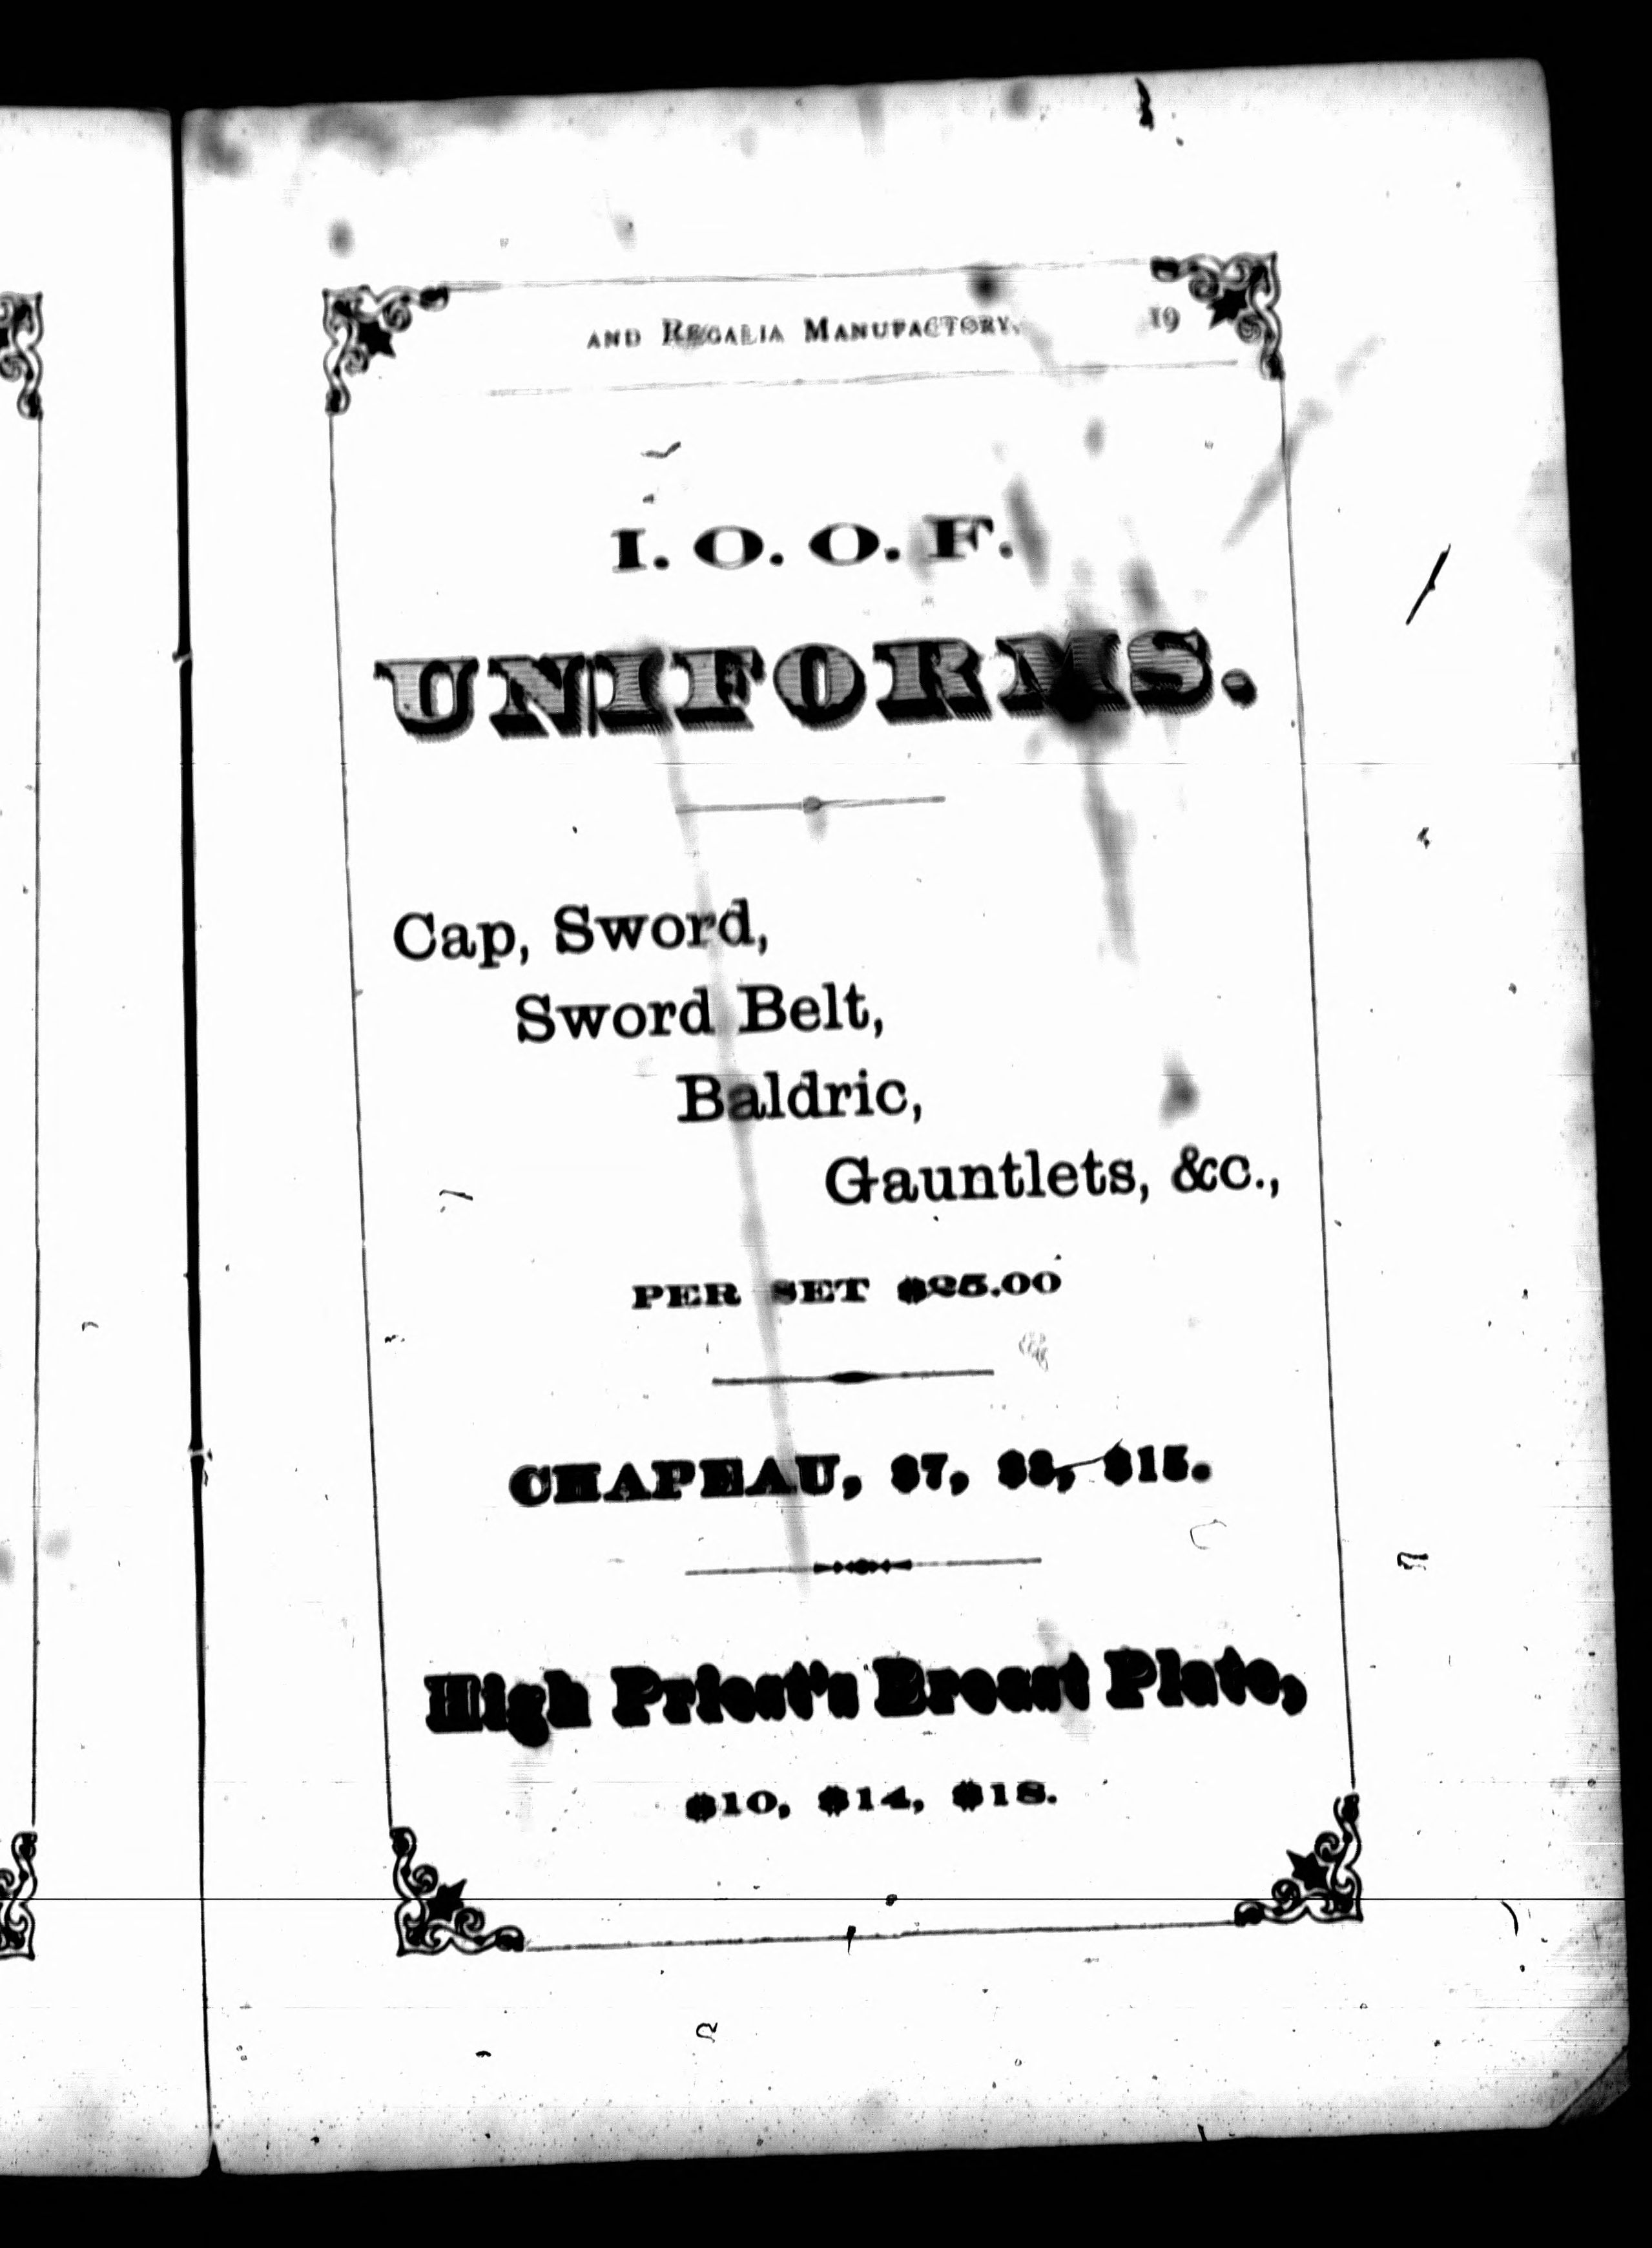 AND REGALIA MANUFACTORY. 19
I. O. O. F.
UNIFORMS.
Cap, Sword,
Sword Belt,
Baldric,
Gauntlets, &c.,
PER SET $25.00
CHAPEAU, $7, $8, $15.
High Priest's Breast Plate,
$10, $14, $18.